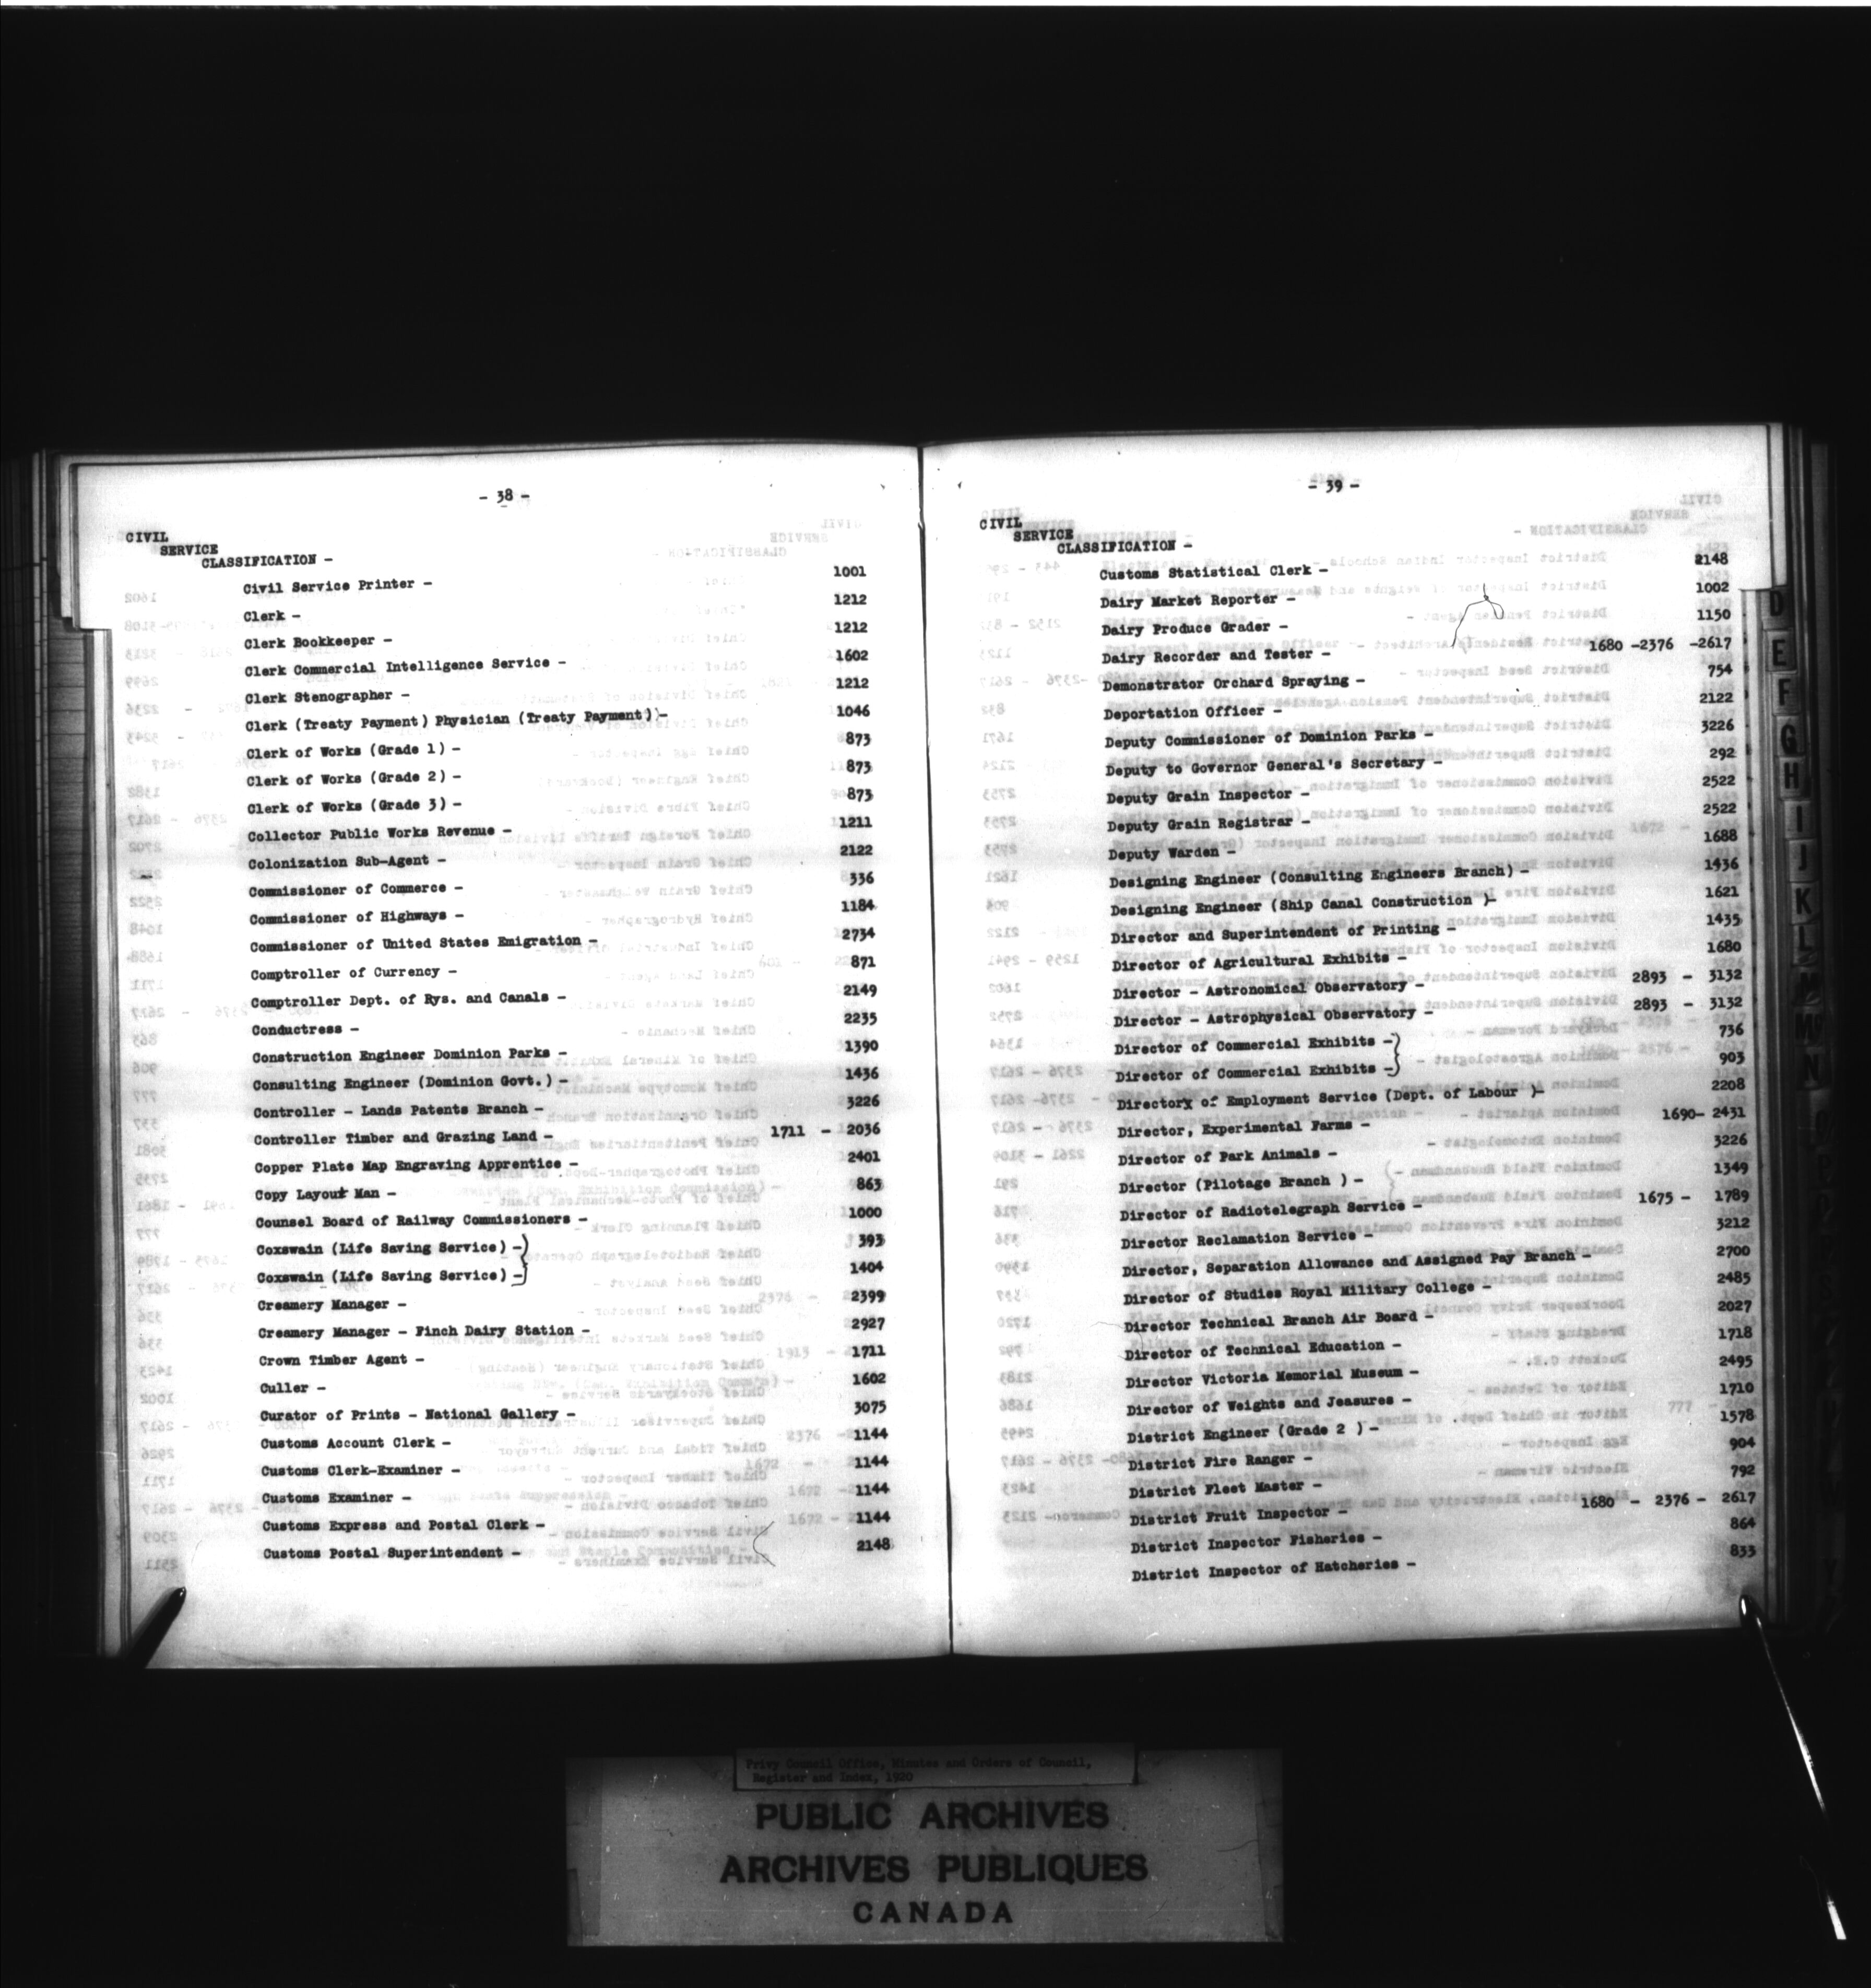 - 38 -
CIVIL
SERVICE
CLASSIFICATION -
Civil Service Printer - 1001
Clerk - 1212
Clerk Bookkeeper - 1212
Clerk Commercial Intelligence Service - 1602
Clerk Stenographer - 1212
Clerk (Treaty Payment) Physician (Treaty Payment) - 1046
Clerk of Works (Grade 1) - 873
Clerk of Works (Grade 2) - 873
Clerk of Works (Grade 3) - 873
Collector Public Works Revenue - 1211
Colonization Sub-Agent - 2122
Commissioner of Commerce - 336
Commissioner of Highways - 1184
Commissioner of United States Emigration - 2734
Comptroller of Currency - 871
Comptroller Dept. of Rys. and Canals - 2149
Conductress - 2235
Construction Engineer Dominion Parks - 1390
Consulting Engineer (Dominion Govt.) - 1436
Controller - Lands Patents Branch - 3226
Controller Timber and Grazing Land - 1711 - 2036
Copper Plate Map Engraving Apprentice - 2401
Copy Layout Man - 863
Counsel Board of Railway Commissioners - 1000
Coxswain (Life Saving Service) -} 393
Coxswain (Life Saving Service) -} 1404
Creamery Manager - 2399
Creamery Manager - Finch Dairy Station - 2927
Crown Timber Agent - 1711
Culler - 1602
Curator of Prints - National Gallery - 3075
Customs Account Clerk - 1144
Customs Clerk-Examiner - 1144
Customs Examiner - 1144
Customs Express and Postal Clerk - 1144
Customs Postal Superintendent - 2148
- 39 -
CIVIL
SERVICE
CLASSIFICATION -
Customs Statistical Clerk - 2148
Dairy Market Reporter - 1002
Dairy Produce Grader - 1150
Dairy Recorder and Tester - 1680 -2376 -2617
Demonstrator Orchard Spraying - 754
Deportation Officer - 2122
Deputy Commissioner of Dominion Parks - 3226
Deputy to Governor General's Secretary - 292
Deputy Grain Inspector - 2522
Deputy Grain Registrar - 2522
Deputy Warden - 1688
Designing Engineer (Consulting Engineers Branch) - 1436
Designing Engineer (Ship Canal Construction ) - 1621
Director and Superintendent of Printing - 1435
Director of Agricultural Exhibits - 1680
Director - Astronomical Observatory - 2893 - 3132
Director - Astrophysical Observatory - 2893 - 3132
Director of Commercial Exhibits -} 736
Director of Commercial Exhibits -} 903
Directorx of Employment Service (Dept. of Labour ) - 2208
Director, Experimental Farms - 1690- 2431
Director of Park Animals - 3226
Director (Pilotage Branch ) - 1349
Director of Radiotelegraph Service - 1675 - 1789
Director Reclamation Service - 3212
Director, Separation Allowance and Assigned Pay Branch - 2700
Director of Studies Royal Military College - 2485
Director Technical Branch Air Board - 2027
Director of Technical Education - 1718
Director Victoria Memorial Museum - 2495
Director of Weights and Jeasures - 1710
District Engineer (Grade 2 ) - 1578
District Fire Ranger - 904
District Fleet Master - 792
District Fruit Inspector - 1680 - 2376 - 2617
District Inspector Fisheries - 864
District Inspector of Hatcheries - 833
D
E
F
G
H
I
J
K
L
M
Mc
N
Privy Council Office, Minutes and Orders of Council,
Register and Index, 1920
PUBLIC ARCHIVES
ARCHIVES PUBLIQUES
CANADA